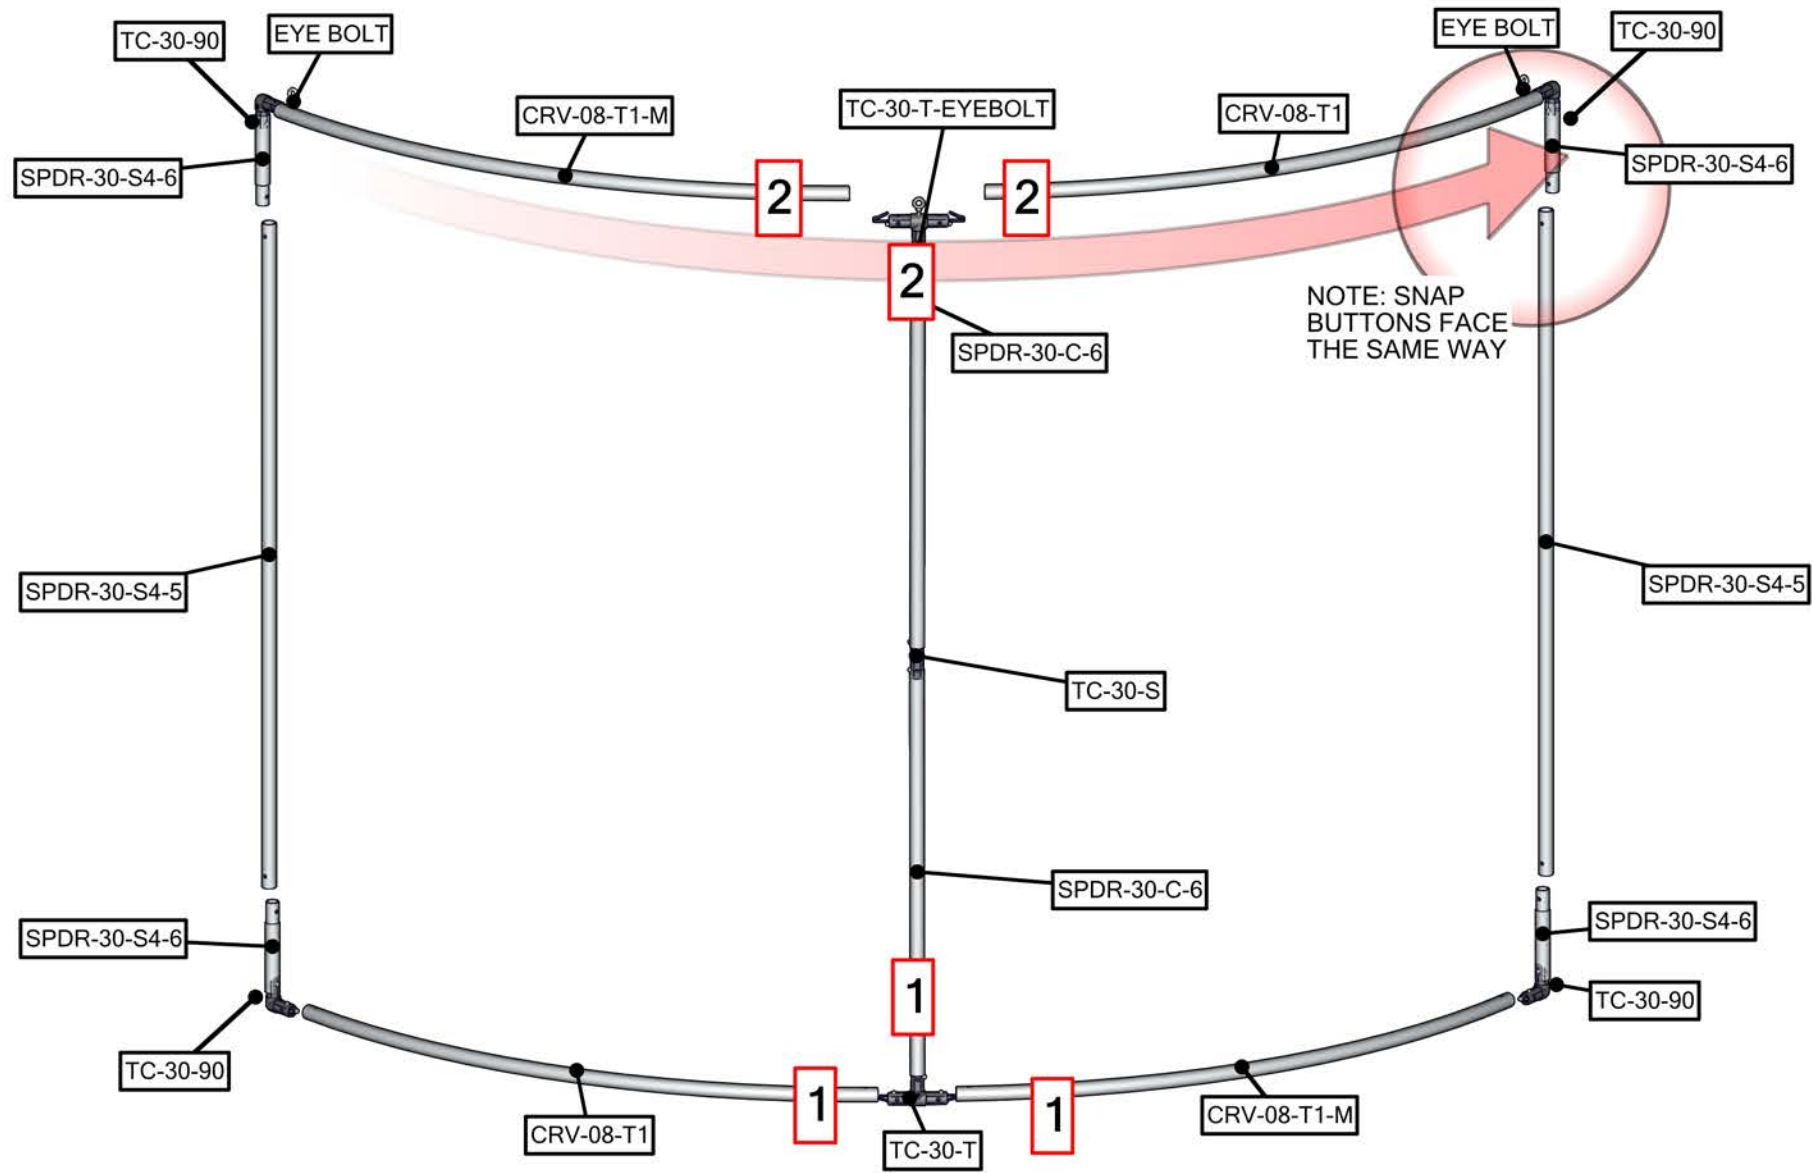 TC-30-90
EYE BOLT
EYE BOLT
TC-30-90
CRV-08-T1-M
TC-30-T-EYEBOLT
CRV-08-T1
SPDR-30-S4-6
2
2
SPDR-30-S4-6
2
NOTE: SNAP
BUTTONS FACE
THE SAME WAY
SPDR-30-C-6
SPDR-30-S4-5
SPDR-30-S4-5
TC-30-S
SPDR-30-C-6
SPDR-30-S4-6
SPDR-30-S4-6
1
TC-30-90
TC-30-90
1
1
CRV-08-T1
TC-30-T
CRV-08-T1-M